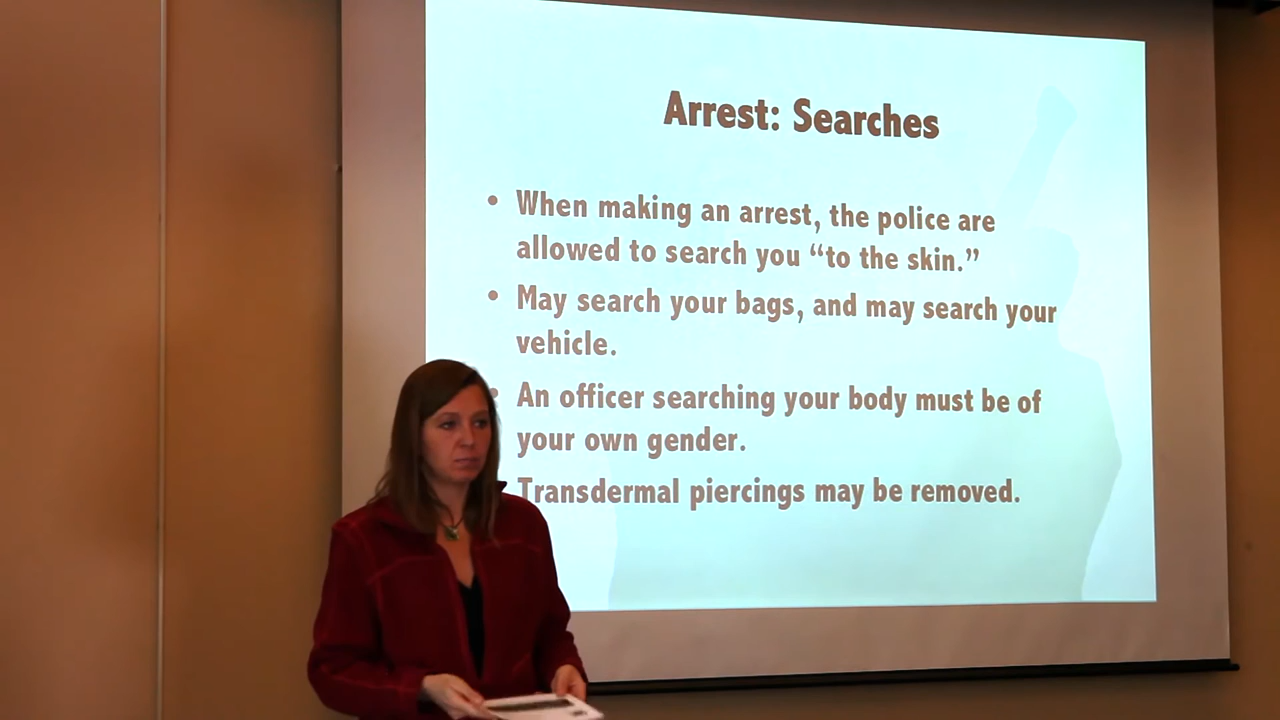 Arrest: Searches
• When making an arrest, the police are
allowed to search you “to the skin.”
• May search your bags, and may search your
vehicle.
• An officer searching your body must be of
your own gender.
Transdermal piercings may be removed.